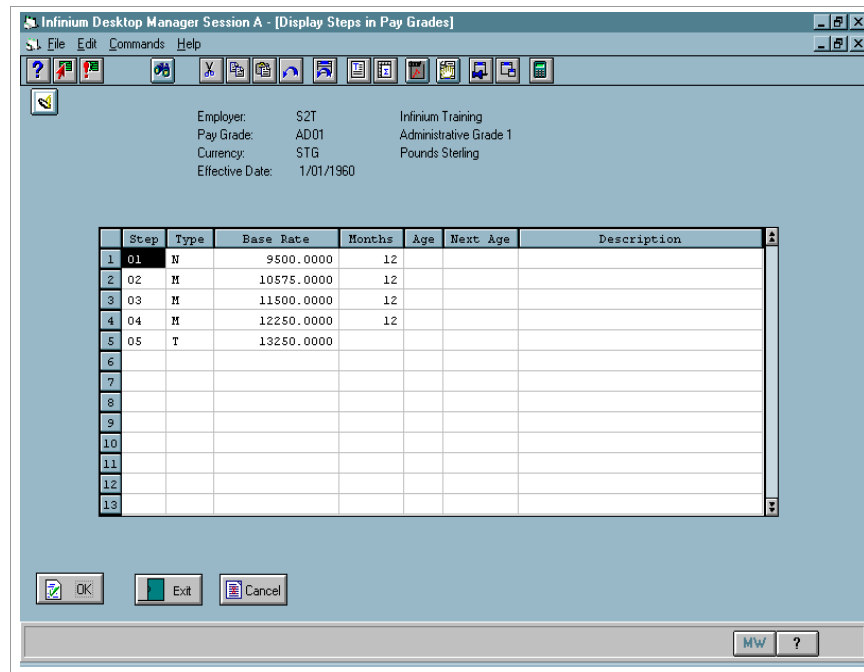 Infinium Desktop Manager Session A - [Display Steps in Pay Grades]
File Edit Commands Help
Employer: S2T Infinium Training
Pay Grade: AD01 Administrative Grade 1
Currency: STG Pounds Sterling
Effective Date: 1/01/1960
Step Type Base Rate Months Age Next Age Description
1 01 N 9500.0000 12
2 02 M 10575.0000 12
3 03 M 11500.0000 12
4 04 M 12250.0000 12
5 05 T 13250.0000
6
7
8
9
10
11
12
13
OK Exit Cancel
MW ?